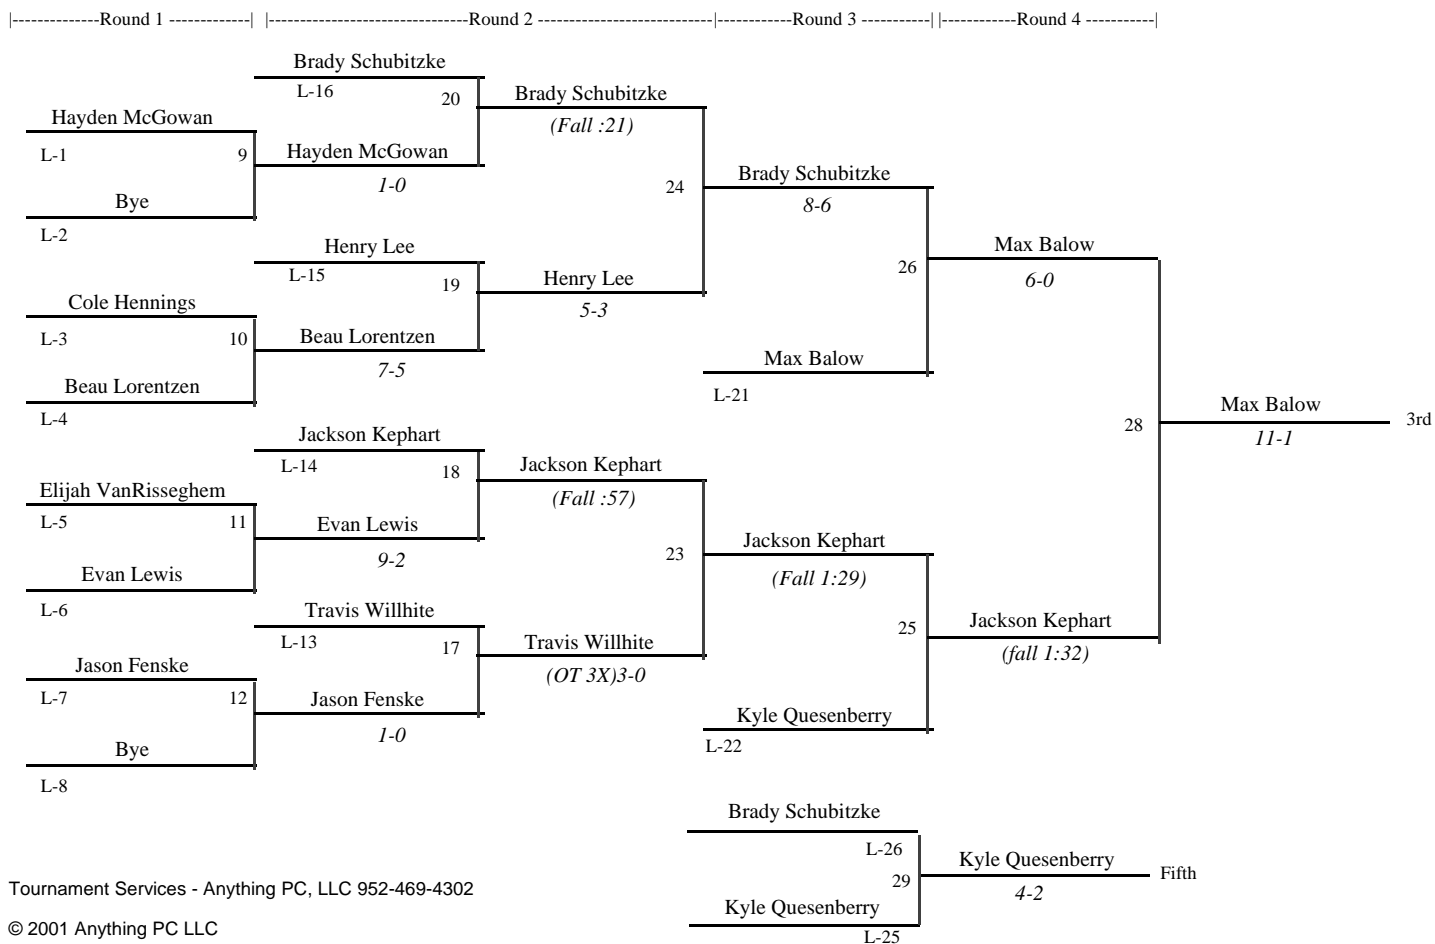 |--------------Round 1 -------------| |---------------------------------Round 2 -----------------------------|------------Round 3 -----------| |------------Round 4 -----------|
Brady Schubitzke
L-16
20
Brady Schubitzke
(Fall :21)
Hayden McGowan
L-1
9
Hayden McGowan
1-0
Bye
L-2
24
Brady Schubitzke
8-6
Henry Lee
L-15
19
Henry Lee
5-3
Cole Hennings
L-3
10
Beau Lorentzen
7-5
Beau Lorentzen
L-4
26
Max Balow
6-0
Max Balow
L-21
28
Max Balow
11-1
3rd
Jackson Kephart
L-14
18
Jackson Kephart
(Fall :57)
Elijah VanRisseghem
L-5
11
Evan Lewis
9-2
Evan Lewis
L-6
23
Jackson Kephart
(Fall 1:29)
Travis Willhite
L-13
17
Travis Willhite
(OT 3X)3-0
Jason Fenske
L-7
12
Jason Fenske
1-0
Bye
L-8
25
Jackson Kephart
(fall 1:32)
Kyle Quesenberry
L-22
Brady Schubitzke
L-26
29
Kyle Quesenberry
4-2
Fifth
Kyle Quesenberry
L-25
Tournament Services - Anything PC, LLC 952-469-4302
© 2001 Anything PC LLC